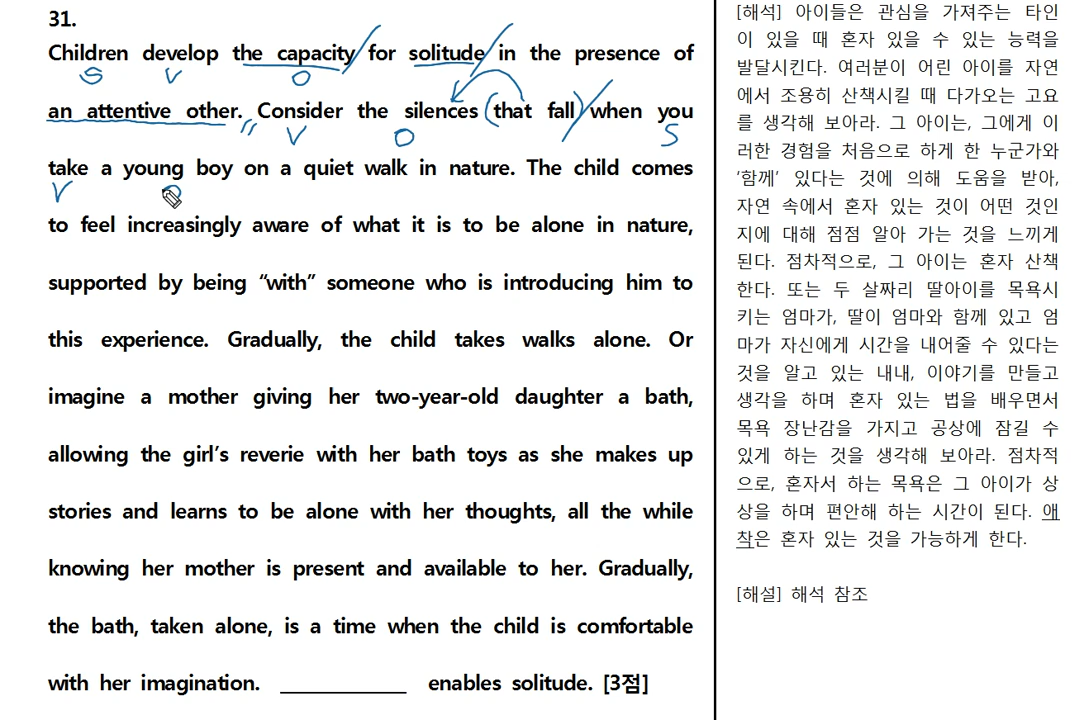 31.
Children develop the capacity for solitude in the presence of
S V O
an attentive other. Consider the silences that fall when you
V O S
take a young boy on a quiet walk in nature. The child comes
V
to feel increasingly aware of what it is to be alone in nature,
supported by being “with” someone who is introducing him to
this experience. Gradually, the child takes walks alone. Or
imagine a mother giving her two-year-old daughter a bath,
allowing the girl’s reverie with her bath toys as she makes up
stories and learns to be alone with her thoughts, all the while
knowing her mother is present and available to her. Gradually,
the bath, taken alone, is a time when the child is comfortable
with her imagination. ____________ enables solitude. [3점]
[해석] 아이들은 관심을 가져주는 타인
이 있을 때 혼자 있을 수 있는 능력을
발달시킨다. 여러분이 어린 아이를 자연
에서 조용히 산책시킬 때 다가오는 고요
를 생각해 보아라. 그 아이는, 그에게 이
러한 경험을 처음으로 하게 한 누군가와
‘함께’ 있다는 것에 의해 도움을 받아,
자연 속에서 혼자 있는 것이 어떤 것인
지에 대해 점점 알아 가는 것을 느끼게
된다. 점차적으로, 그 아이는 혼자 산책
한다. 또는 두 살짜리 딸아이를 목욕시
키는 엄마가, 딸이 엄마와 함께 있고 엄
마가 자신에게 시간을 내어줄 수 있다는
것을 알고 있는 내내, 이야기를 만들고
생각을 하며 혼자 있는 법을 배우면서
목욕 장난감을 가지고 공상에 잠길 수
있게 하는 것을 생각해 보아라. 점차적
으로, 혼자서 하는 목욕은 그 아이가 상
상을 하며 편안해 하는 시간이 된다. 애
착은 혼자 있는 것을 가능하게 한다.
[해설] 해석 참조